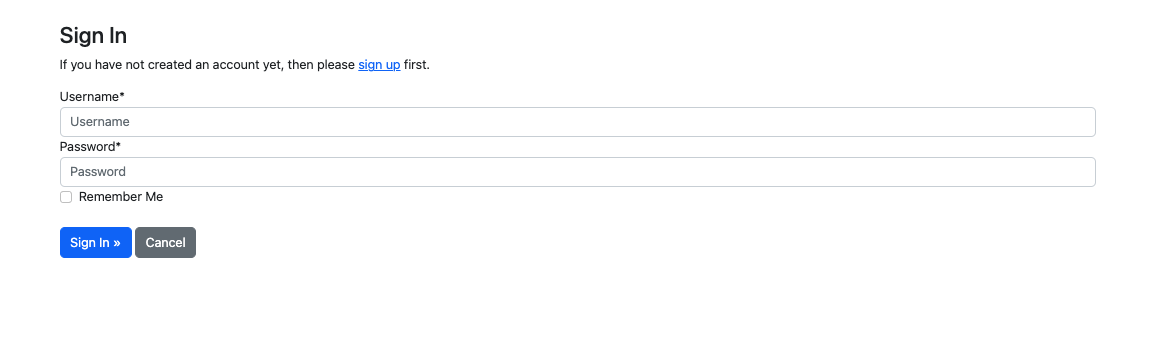 Sign In
If you have not created an account yet, then please sign up first.
Username*
Username
Password*
Password
Remember Me
Sign In »
Cancel